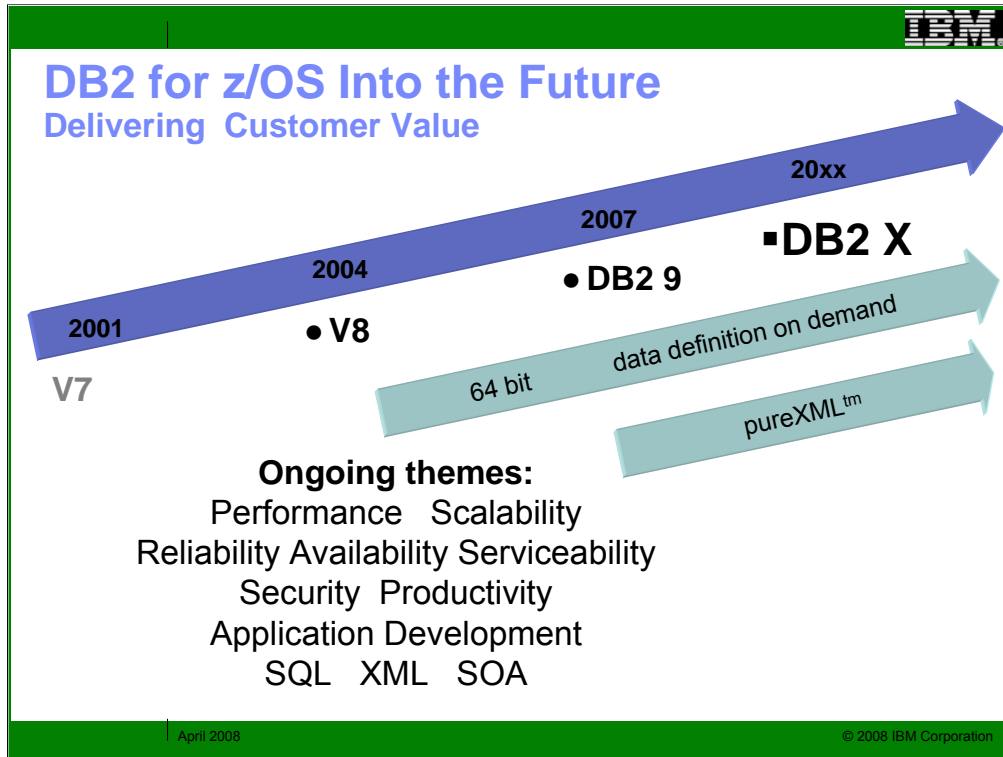 IBM®
DB2 for z/OS Into the Future
Delivering Customer Value
20xx
2007
▪DB2 X
2004
● DB2 9
2001
● V8
data definition on demand
64 bit
V7
pureXMLtm
Ongoing themes:
Performance Scalability
Reliability Availability Serviceability
Security Productivity
Application Development
SQL XML SOA
April 2008
© 2008 IBM Corporation